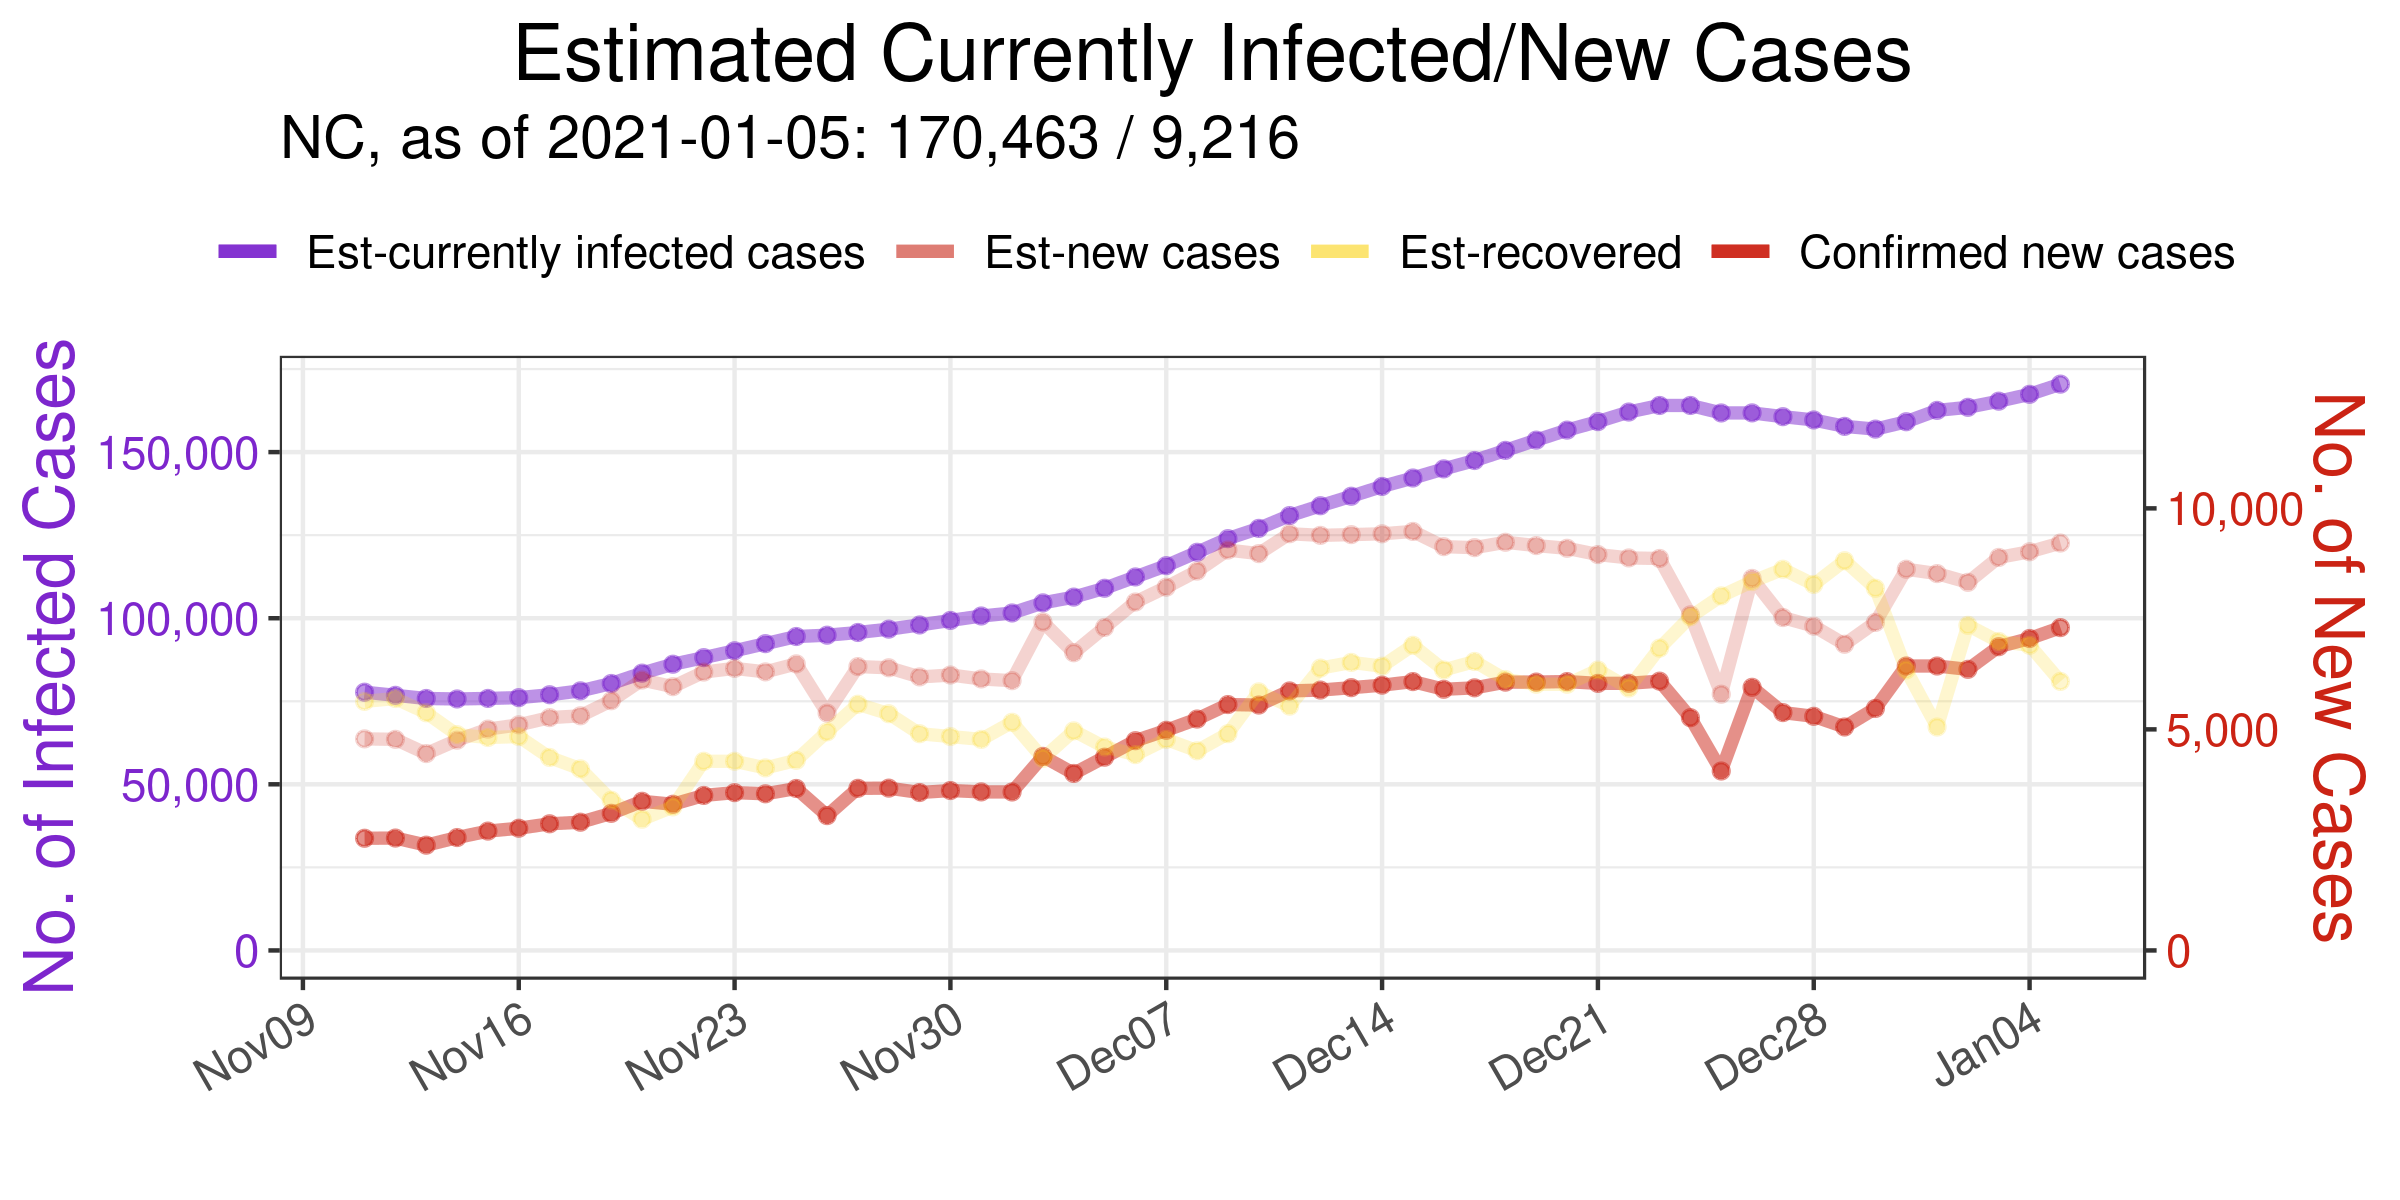 Estimated Currently Infected/New Cases
NC, as of 2021-01-05: 170,463 / 9,216
Est-currently infected cases Est-new cases Est-recovered Confirmed new cases
No. of Infected Cases
150,000
100,000
50,000
0
10,000
5,000
0
No. of New Cases
Nov09 Nov16 Nov23 Nov30 Dec07 Dec14 Dec21 Dec28 Jan04